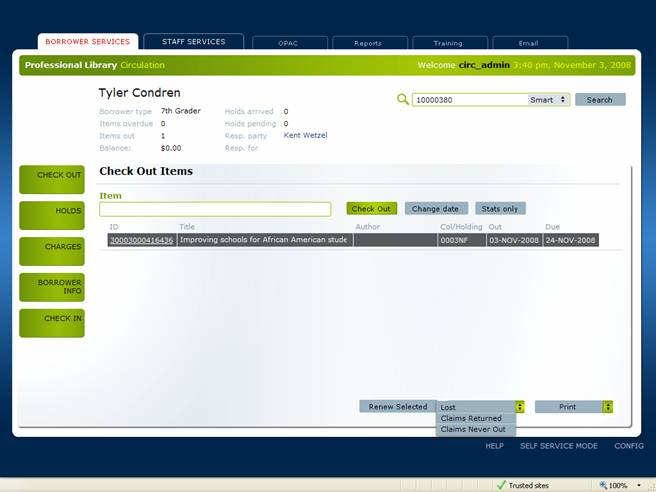 BORROWER SERVICES STAFF SERVICES OPAC Reports Training Email
Professional Library Circulation Welcome circ_admin 3:40 pm, November 3, 2008
Tyler Condren
10000380 Smart Search
Borrower type 7th Grader Holds arrived 0
Items overdue 0 Holds pending 0
Items out 1 Resp. party Kent Wetzel
Balance: $0.00 Resp. for
CHECK OUT
HOLDS
CHARGES
BORROWER
INFO
CHECK IN
Check Out Items
Item
Check Out Change date Stats only
ID Title Author Col/Holding Out Due
30003000416436 Improving schools for African American stude 0003NF 03-NOV-2008 24-NOV-2008
Renew Selected Lost Print
Claims Returned
Claims Never Out
HELP SELF SERVICE MODE CONFIG
Trusted sites 100%